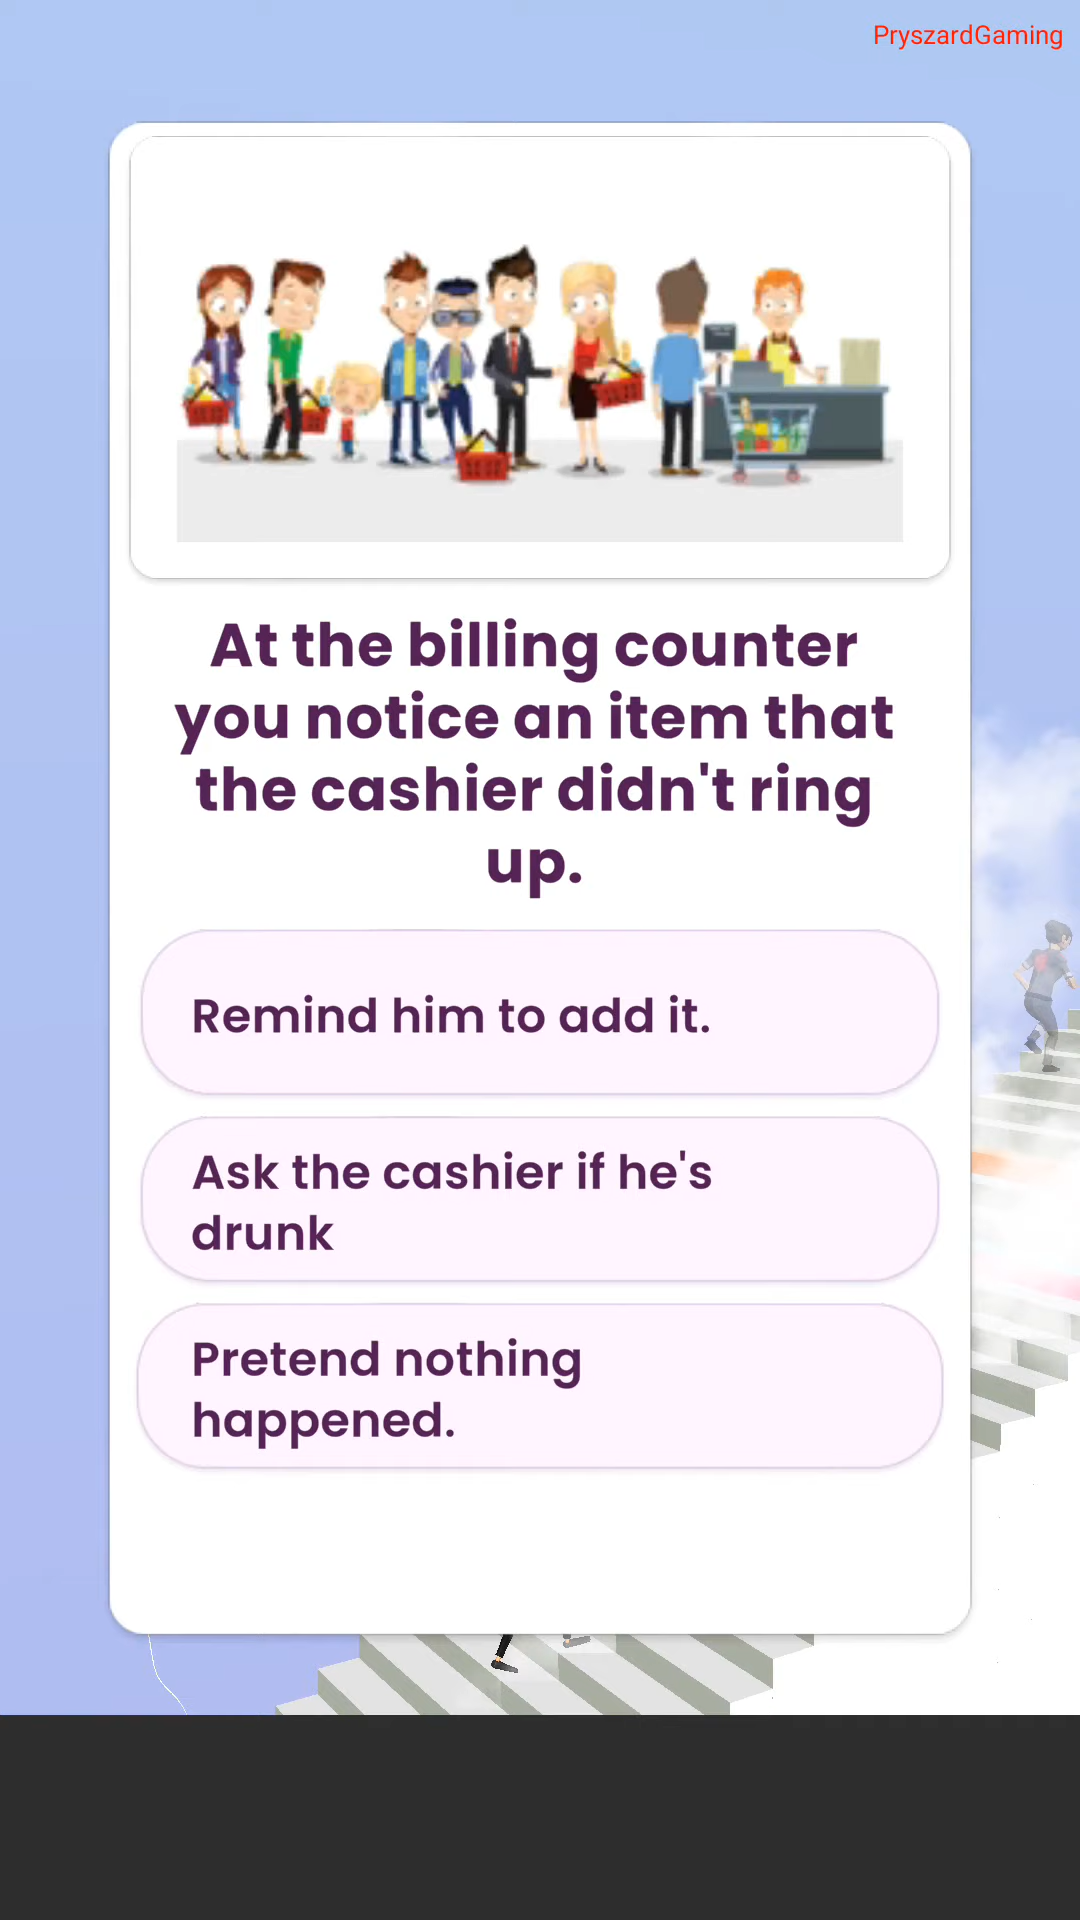 PryszardGaming
At the billing counter
you notice an item that
the cashier didn't ring
up.
Remind him to add it.
Ask the cashier if he's
drunk
Pretend nothing
happened.